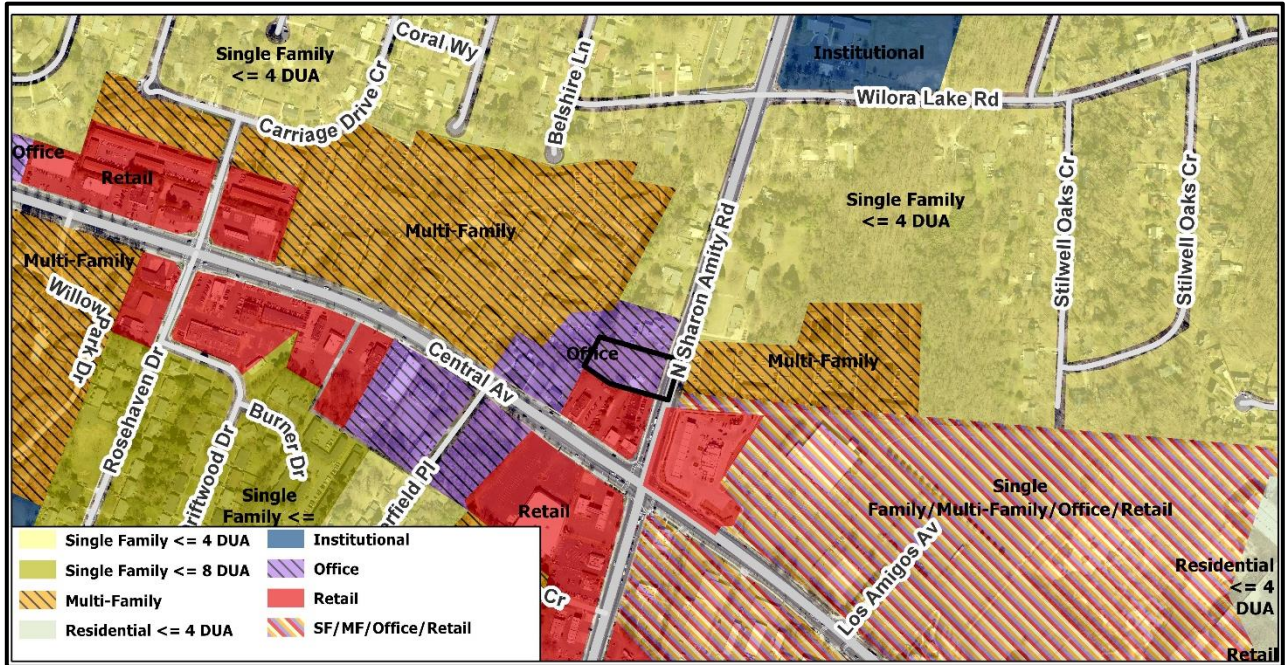 Single Family
<= 4 DUA
Coral Wy
Belshire Ln
Institutional
Wilora Lake Rd
Carriage Drive Cr
Office
Retail
Multi-Family
N Sharon Amity Rd
Single Family
<= 4 DUA
Stilwell Oaks Cr
Stilwell Oaks Cr
Multi-Family
Willow Park Dr
Rosehaven Dr
Central Av
Office
Multi-Family
Burner Dr
riftwood Dr
erfield Pl
Single
Family <=
Retail
Single
Family/Multi-Family/Office/Retail
Los Amigos Av
Residential
<= 4
DUA
Retail
Cr
Single Family <= 4 DUA
Single Family <= 8 DUA
Multi-Family
Residential <= 4 DUA
Institutional
Office
Retail
SF/MF/Office/Retail